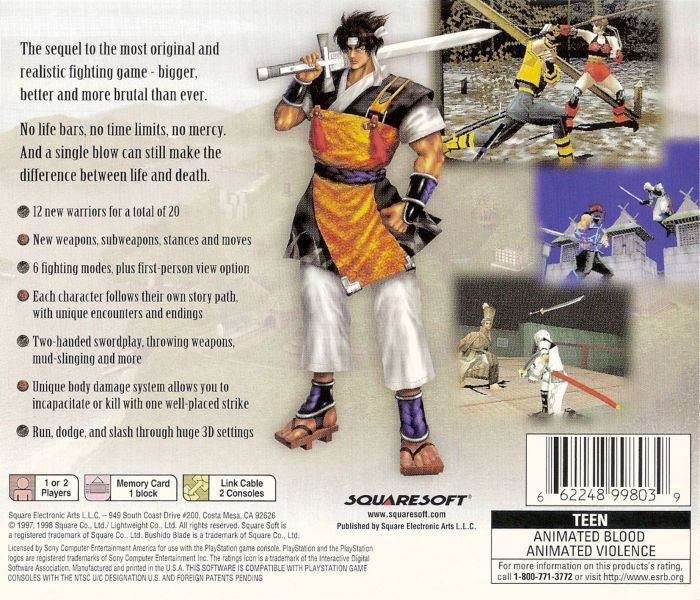 The sequel to the most original and
realistic fighting game - bigger,
better and more brutal than ever.
No life bars, no time limits, no mercy.
And a single blow can still make the
difference between life and death.
12 new warriors for a total of 20
New weapons, subweapons, stances and moves
6 fighting modes, plus first-person view option
Each character follows their own story path,
with unique encounters and endings
Two-handed swordplay, throwing weapons,
mud-slinging and more
Unique body damage system allows you to
incapacitate or kill with one well-placed strike
Run, dodge, and slash through huge 3D settings
1 or 2
Players
Memory Card
1 block
Link Cable
2 Consoles
Square Electronic Arts L.L.C. – 949 South Coast Drive #200, Costa Mesa, CA 92626
© 1997, 1998 Square Co., Ltd./ Lightweight Co., Ltd. All rights reserved. Square Soft is
a registered trademark of Square Co., Ltd. Bushido Blade is a trademark of Square Co., Ltd.
Licensed by Sony Computer Entertainment America for use with the PlayStation game console. PlayStation and the PlayStation
logos are registered trademarks of Sony Computer Entertainment Inc. The ratings icon is a trademark of the Interactive Digital
Software Association. Manufactured and printed in the U.S.A. THIS SOFTWARE IS COMPATIBLE WITH PLAYSTATION GAME
CONSOLES WITH THE NTSC U/C DESIGNATION U.S. AND FOREIGN PATENTS PENDING
SQUARESOFT®
www.squaresoft.com
Published by Square Electronic Arts L.L.C.
6 62248 99803 9
TEEN
ANIMATED BLOOD
ANIMATED VIOLENCE
For more information on this products's rating,
call 1-800-771-3772 or visit http://www.esrb.org